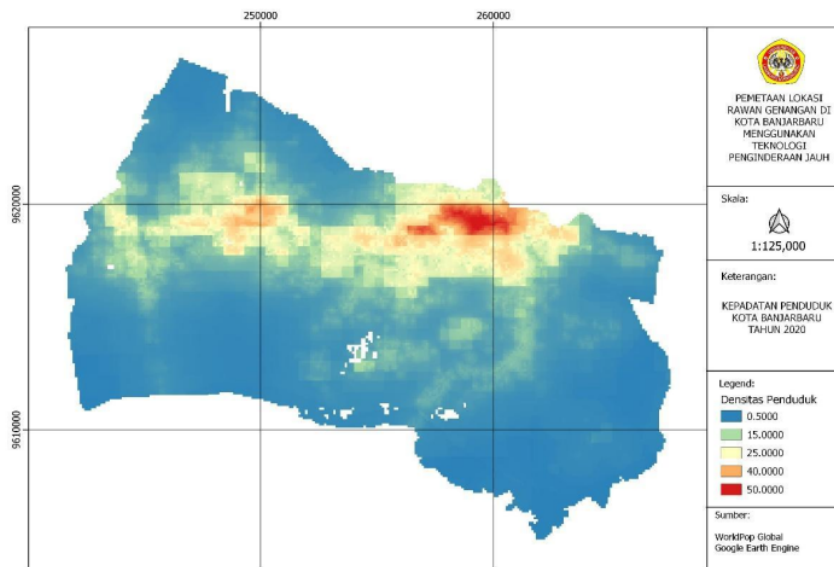 250000
260000
9620000
9610000
PEMETAAN LOKASI
RAWAN GENANGAN DI
KOTA BANJARBARU
MENGGUNAKAN
TEKNOLOGI
PENGINDERAAN JAUH
Skala:
1:125,000
Keterangan:
KEPADATAN PENDUDUK
KOTA BANJARBARU
TAHUN 2020
Legend:
Densitas Penduduk
0.5000
15.0000
25.0000
40.0000
50.0000
Sumber:
WorldPop Global
Google Earth Engine